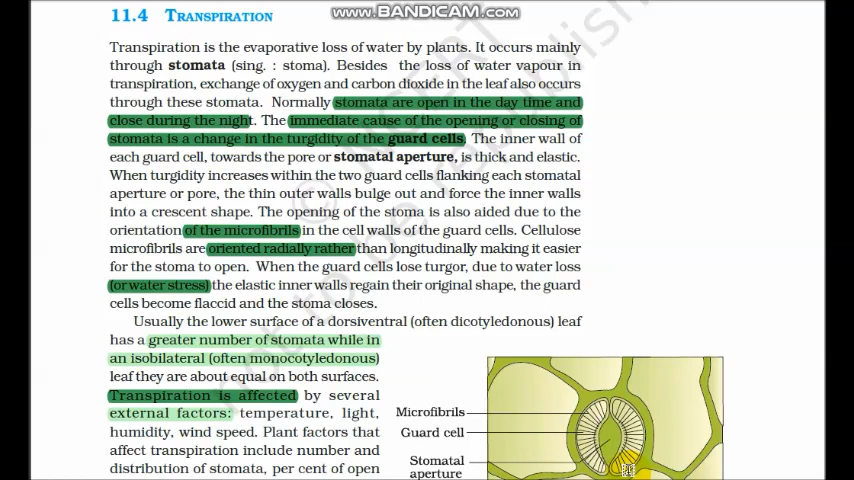 www.BANDICAM.com
11.4 TRANSPIRATION
Transpiration is the evaporative loss of water by plants. It occurs mainly
through stomata (sing. : stoma). Besides the loss of water vapour in
transpiration, exchange of oxygen and carbon dioxide in the leaf also occurs
through these stomata. Normally stomata are open in the day time and
close during the night. The immediate cause of the opening or closing of
stomata is a change in the turgidity of the guard cells. The inner wall of
each guard cell, towards the pore or stomatal aperture, is thick and elastic.
When turgidity increases within the two guard cells flanking each stomatal
aperture or pore, the thin outer walls bulge out and force the inner walls
into a crescent shape. The opening of the stoma is also aided due to the
orientation of the microfibrils in the cell walls of the guard cells. Cellulose
microfibrils are oriented radially rather than longitudinally making it easier
for the stoma to open. When the guard cells lose turgor, due to water loss
(or water stress) the elastic inner walls regain their original shape, the guard
cells become flaccid and the stoma closes.
Usually the lower surface of a dorsiventral (often dicotyledonous) leaf
has a greater number of stomata while in
an isobilateral (often monocotyledonous)
leaf they are about equal on both surfaces.
Transpiration is affected by several
external factors: temperature, light,
humidity, wind speed. Plant factors that
affect transpiration include number and
distribution of stomata, per cent of open
Microfibrils
Guard cell
Stomatal
aperture
© NCERT
not to be republish